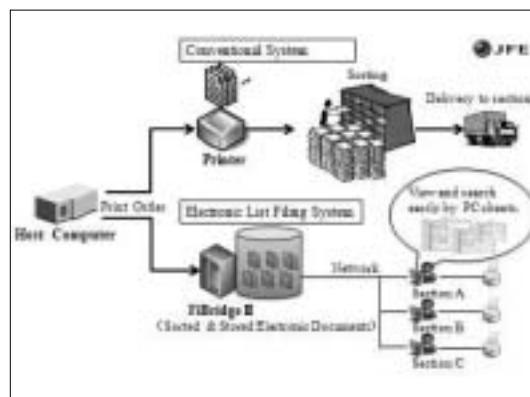 Conventional System
JFE
Sorting
Delivery to section
Printer
Print Order
Host Computer
Electronic List Filing System
View and search
easily by PC clients.
Network
FiBridge II
(Sorted & Stored Electronic Documents)
Section A
Section B
Section C